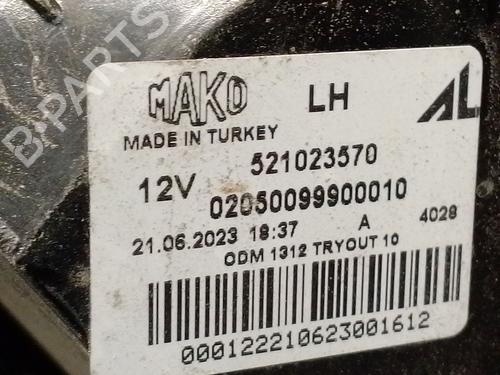 MAKO LH AL
MADE IN TURKEY
12V 521023570
02050099900010
21.06.2023 18:37 A 4028
ODM 1312 TRYOUT 10
000122210623001612
B-PARTS